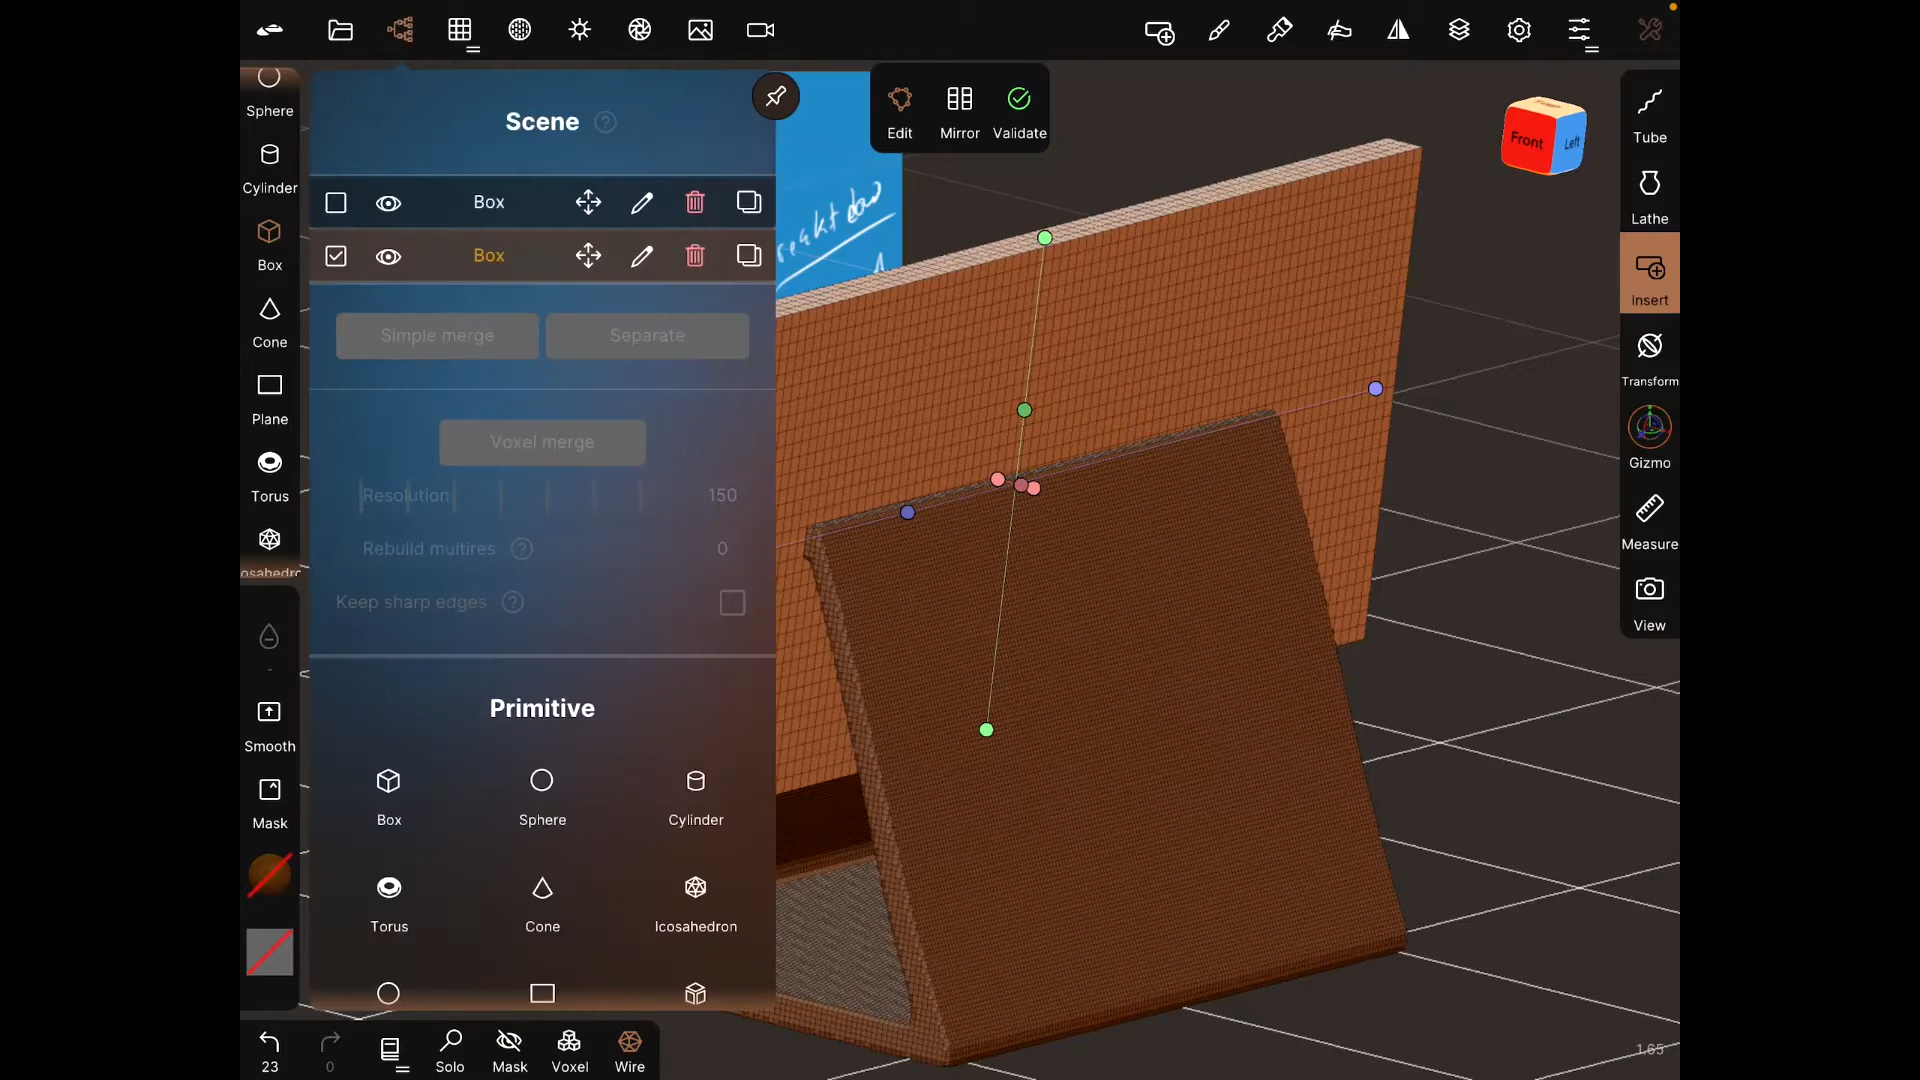 Sphere
Cylinder
Box
Cone
Plane
Torus
Smooth
Mask
Scene ?
Box
Box
Simple merge Separate
Voxel merge
Resolution 150
Rebuild multires ? 0
Keep sharp edges ?
Primitive
Box Sphere Cylinder
Torus Cone Icosahedron
Edit Mirror Validate
Front Left
Tube
Lathe
Insert
Transform
Gizmo
Measure
View
1.65
23 0 Solo Mask Voxel Wire